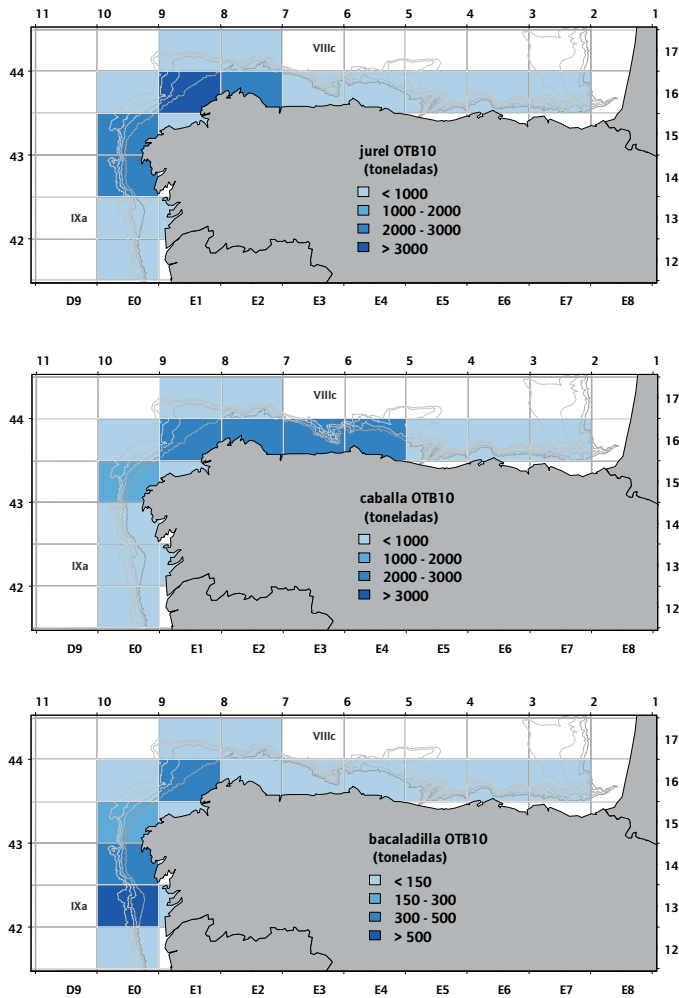 11 10 9 8 7 6 5 4 3 2 1
VIIIc
17
44
16
15
jurel OTB10
(toneladas)
43
< 1000
14
1000 - 2000
IXa
2000 - 3000
13
42
> 3000
12
D9 E0 E1 E2 E3 E4 E5 E6 E7 E8
11 10 9 8 7 6 5 4 3 2 1
VIIIc
17
44
16
15
caballa OTB10
43
(toneladas)
14
< 1000
1000 - 2000
IXa
13
2000 - 3000
42
> 3000
12
D9 E0 E1 E2 E3 E4 E5 E6 E7 E8
11 10 9 8 7 6 5 4 3 2 1
VIIIc
17
44
16
15
bacaladilla OTB10
43
(toneladas)
14
< 150
150 - 300
IXa
13
300 - 500
42
> 500
12
D9 E0 E1 E2 E3 E4 E5 E6 E7 E8